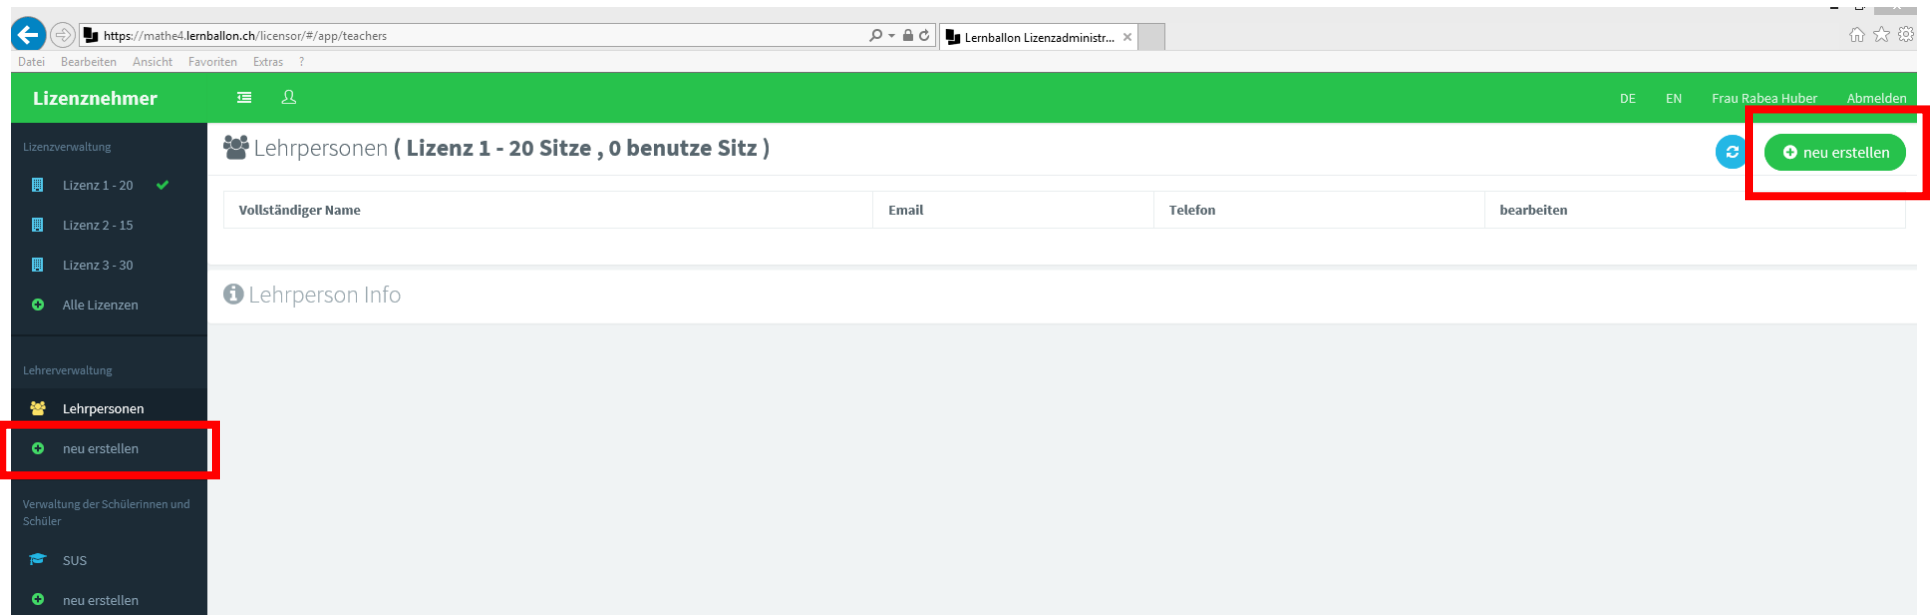 https://mathe4.lernballon.ch/licensor/#/app/teachers
Lernballon Lizenzadministr...
Datei Bearbeiten Ansicht Favoriten Extras ?
Lizenznehmer
DE EN Frau Rabea Huber Abmelden
Lizenzverwaltung
Lizenz 1 - 20
Lizenz 2 - 15
Lizenz 3 - 30
Alle Lizenzen
Lehrerverwaltung
Lehrpersonen
neu erstellen
Verwaltung der Schülerinnen und
Schüler
SUS
neu erstellen
Lehrpersonen ( Lizenz 1 - 20 Sitze , 0 benutze Sitz )
neu erstellen
Vollständiger Name Email Telefon bearbeiten
Lehrperson Info